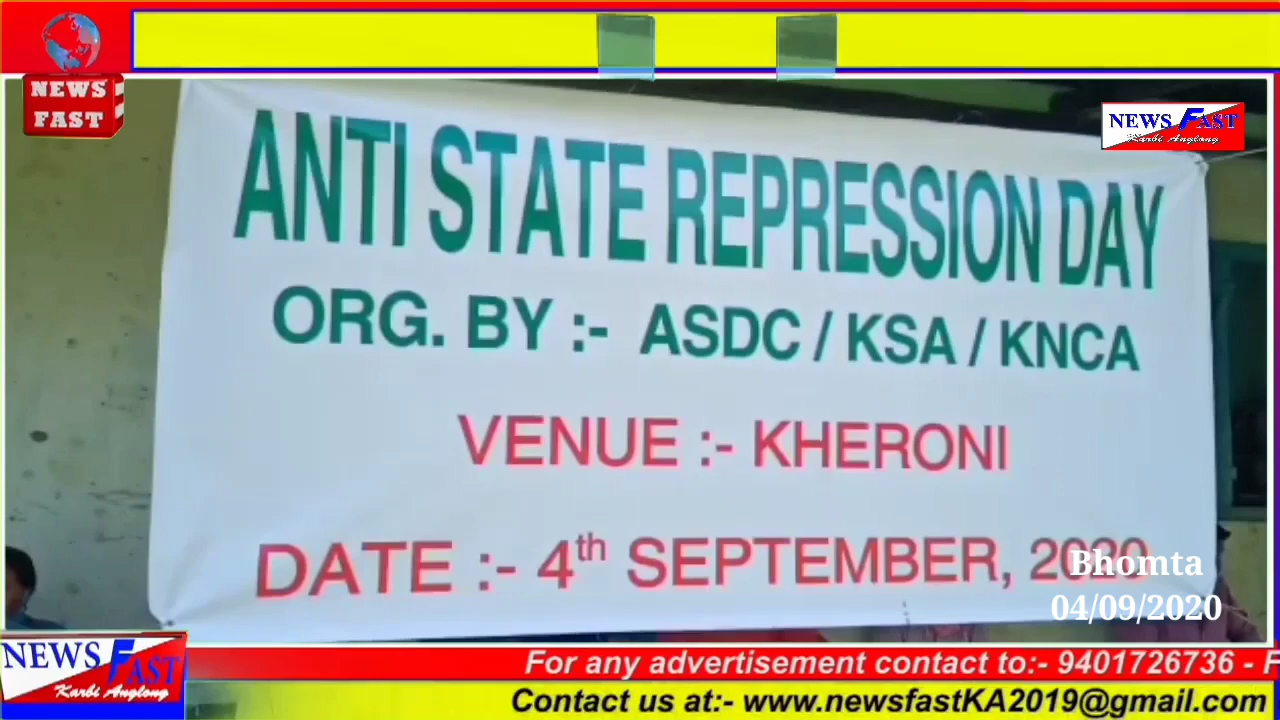 NEWS
FAST
NEWS FAST
Karbi Anglong
ANTI STATE REPRESSION DAY
ORG. BY :- ASDC / KSA / KNCA
VENUE :- KHERONI
DATE :- 4th SEPTEMBER, 2020
Bhomta
04/09/2020
NEWS FAST
Karbi Anglong
For any advertisement contact to:- 9401726736 - F
Contact us at:- www.newsfastKA2019@gmail.com